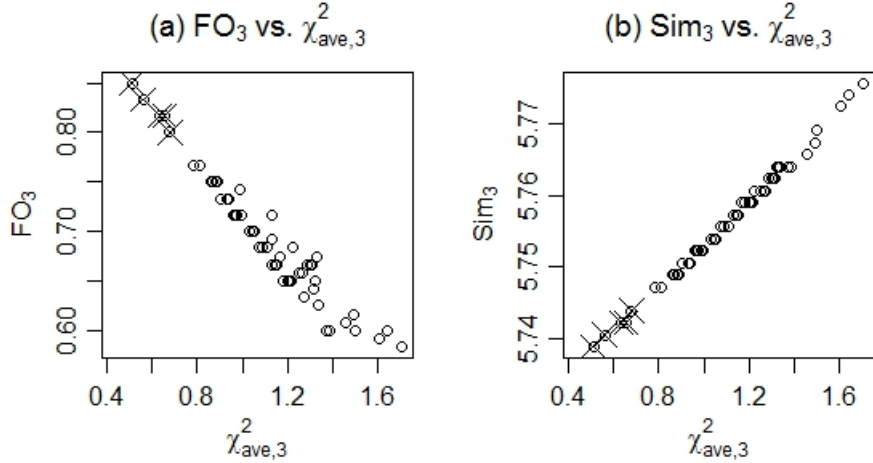 (a) FO₃ vs. χ²ave,3
(b) Sim₃ vs. χ²ave,3
FO₃
0.80
0.70
0.60
0.4 0.8 1.2 1.6
χ²ave,3
Sim₃
5.77
5.76
5.75
5.74
0.4 0.8 1.2 1.6
χ²ave,3